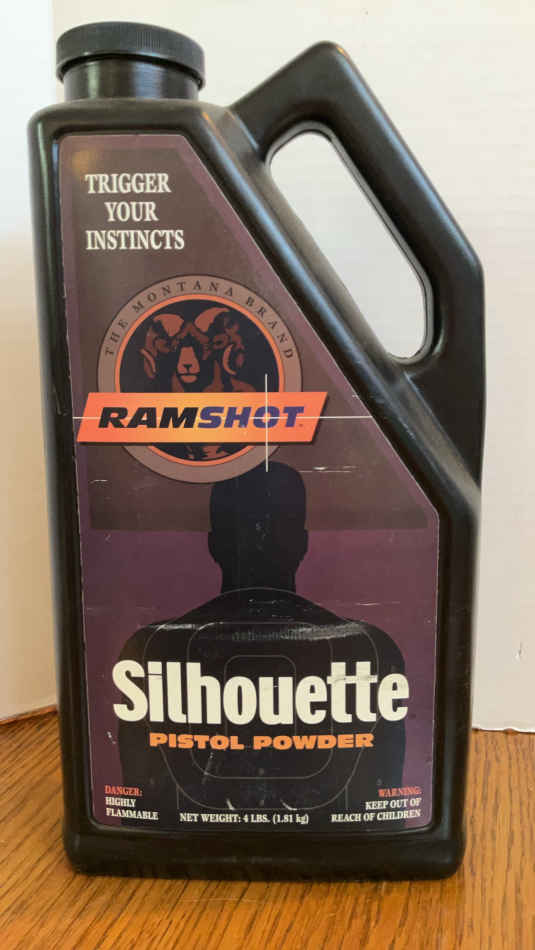 TRIGGER
YOUR
INSTINCTS
THE MONTANA BRAND
RAMSHOT
Silhouette
PISTOL POWDER
DANGER:
HIGHLY
FLAMMABLE
NET WEIGHT: 4 LBS. (1.81 kg)
WARNING:
KEEP OUT OF
REACH OF CHILDREN